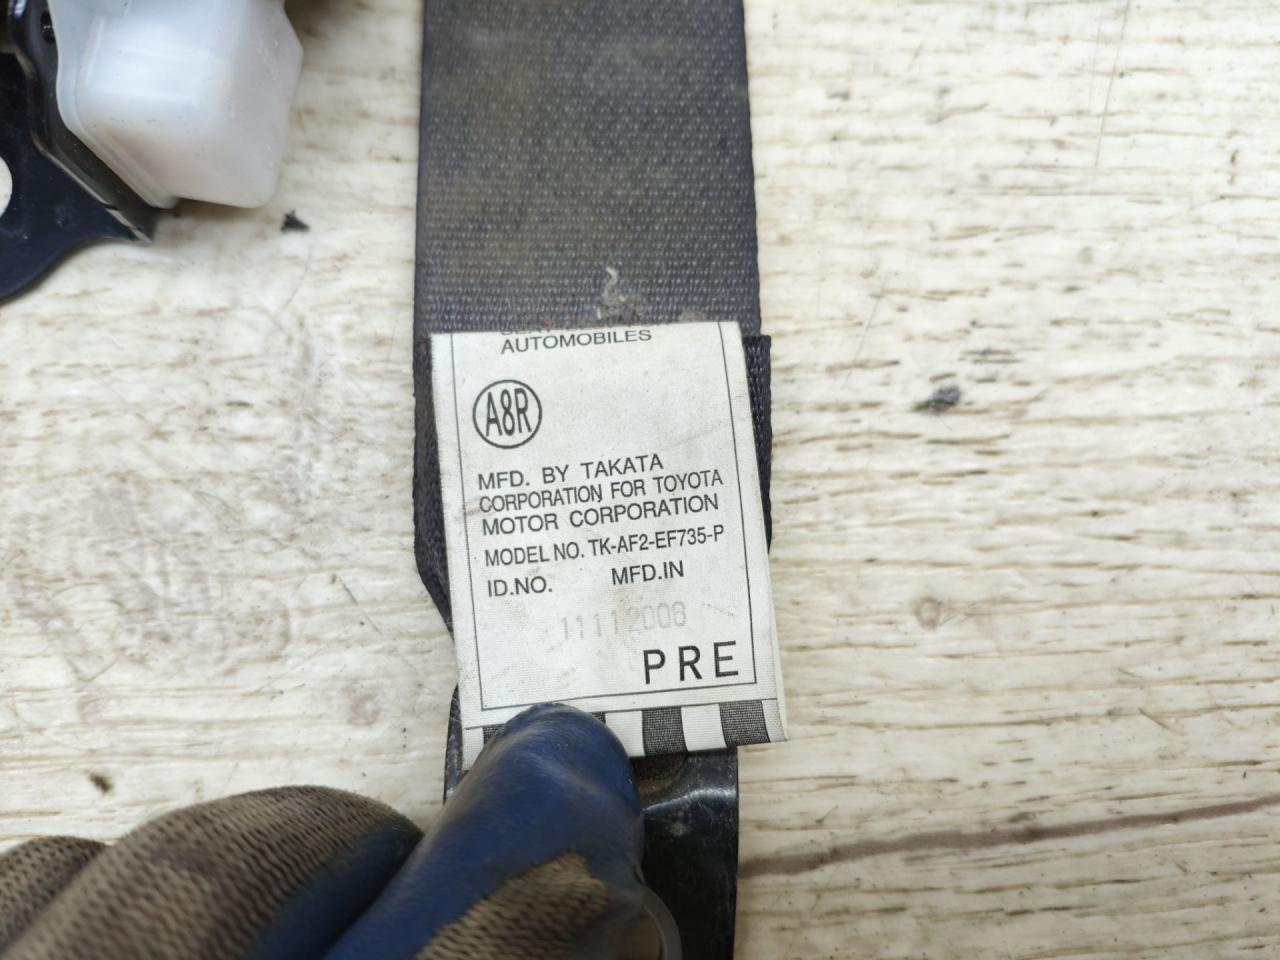 AUTOMOBILES
A8R
MFD. BY TAKATA
CORPORATION FOR TOYOTA
MOTOR CORPORATION
MODEL NO. TK-AF2-EF735-P
ID.NO. MFD.IN
11112006
PRE